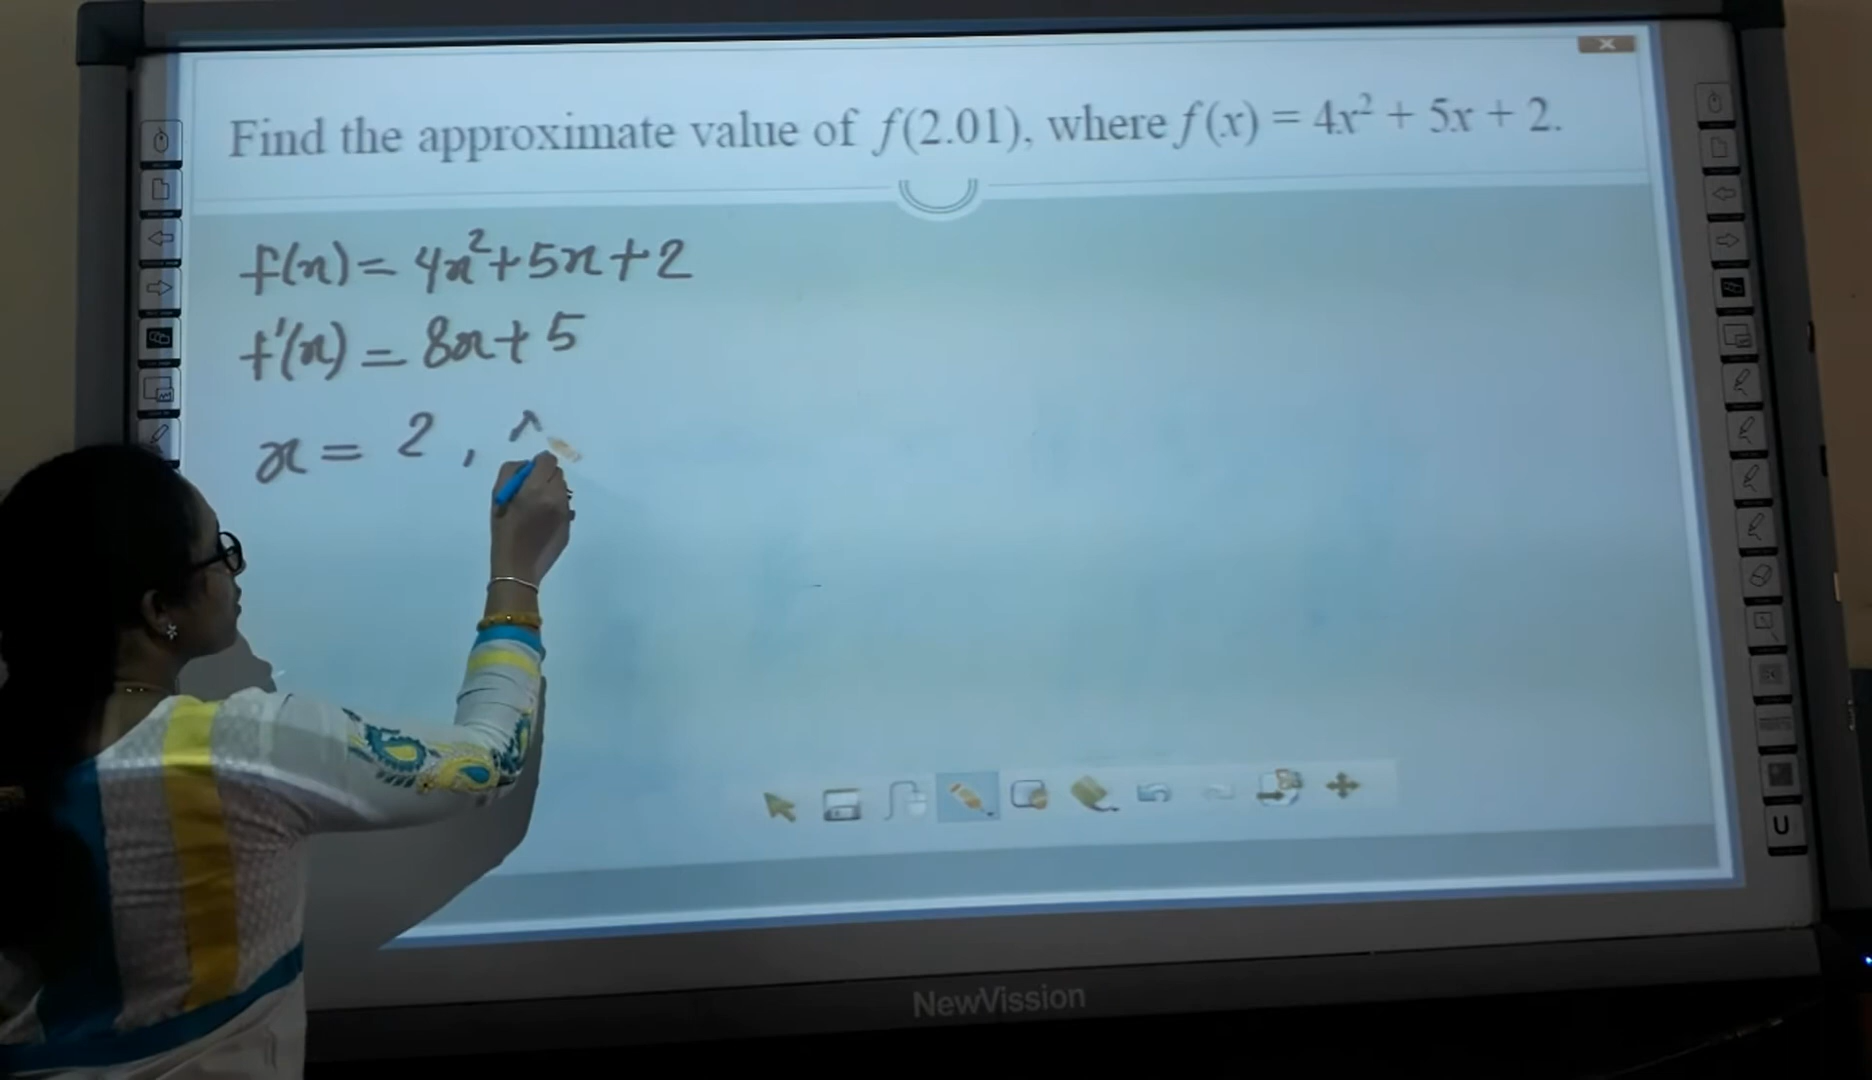 Find the approximate value of f(2.01), where f(x) = 4x² + 5x + 2.
f(x) = 4x²+5x+2
f'(x) = 8x+5
x = 2 ,
NewVission